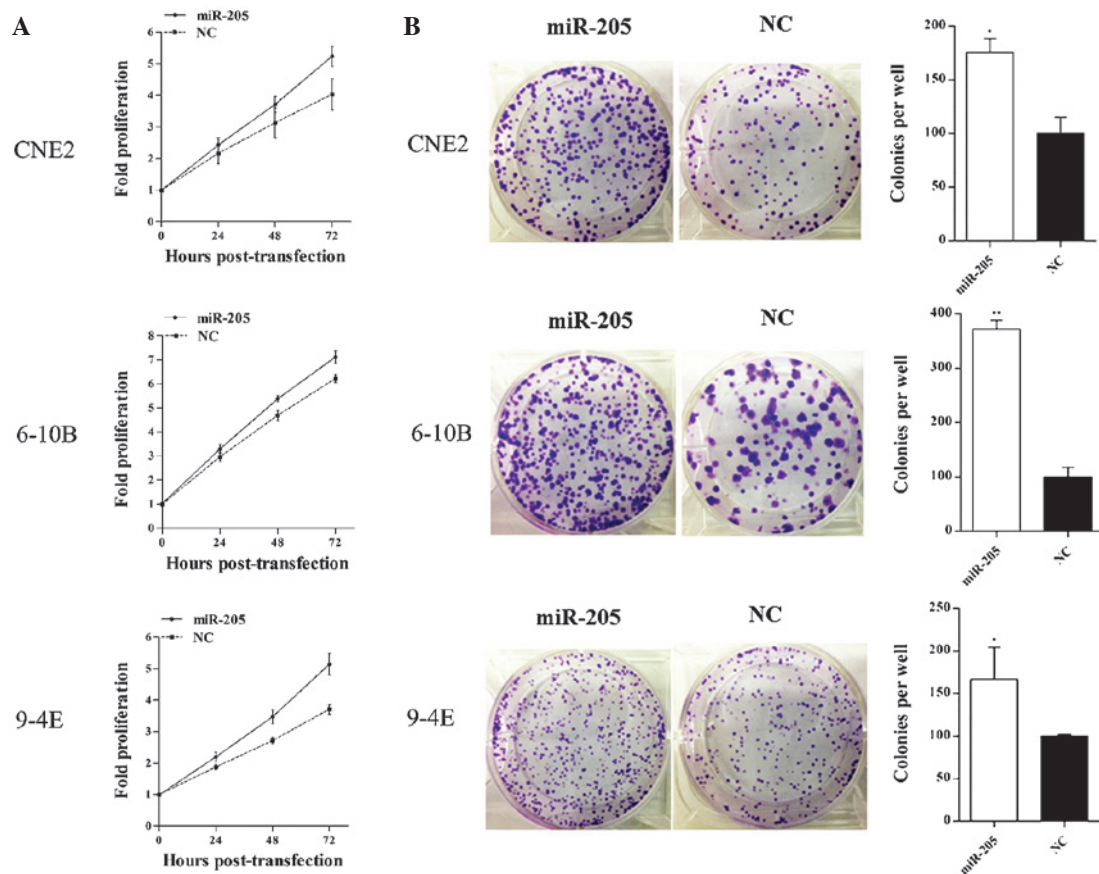 A
miR-205
NC
CNE2
Fold proliferation
6
5
4
3
2
1
0
0 24 48 72
Hours post-transfection
B
miR-205 NC
CNE2
Colonies per well
200
150
100
50
0
miR-205 NC
*
miR-205
NC
6-10B
Fold proliferation
8
7
6
5
4
3
2
1
0
0 24 48 72
Hours post-transfection
miR-205 NC
6-10B
Colonies per well
400
300
200
100
0
miR-205 NC
**
miR-205
NC
9-4E
Fold proliferation
6
5
4
3
2
1
0
0 24 48 72
Hours post-transfection
miR-205 NC
9-4E
Colonies per well
250
200
150
100
50
0
miR-205 NC
*